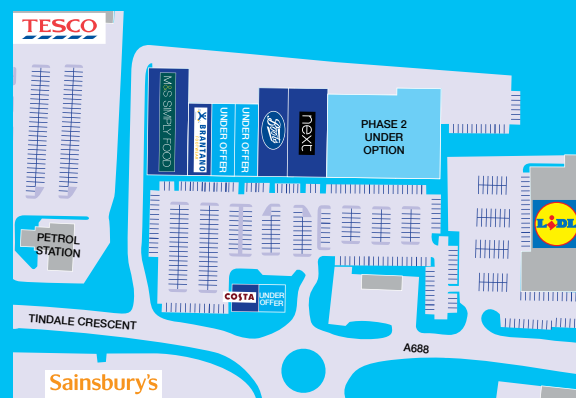 TESCO
M&S SIMPLY FOOD
BRANTANO
UNDER OFFER
UNDER OFFER
Boots
next
PHASE 2
UNDER
OPTION
LIDL
PETROL
STATION
COSTA
UNDER
OFFER
TINDALE CRESCENT
A688
Sainsbury's